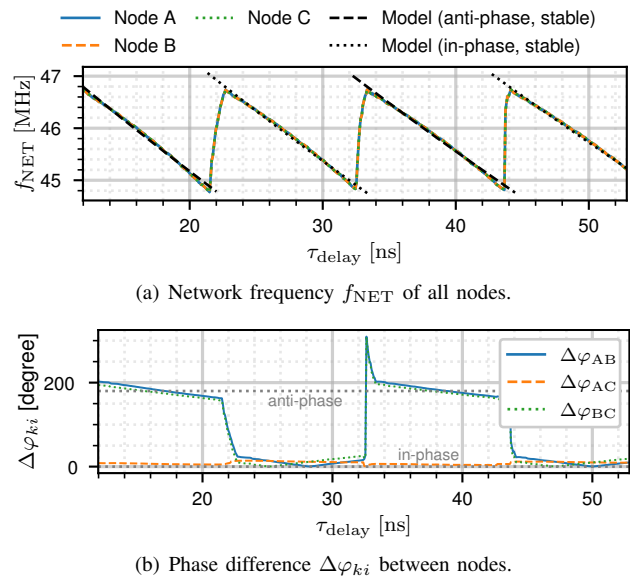 Node A Node C Model (anti-phase, stable)
Node B Model (in-phase, stable)
47
46
45
f_NET [MHz]
20 30 40 50
τ_delay [ns]
(a) Network frequency f_NET of all nodes.
200
0
Δφ_ki [degree]
anti-phase
in-phase
Δφ_AB
Δφ_AC
Δφ_BC
20 30 40 50
τ_delay [ns]
(b) Phase difference Δφ_ki between nodes.